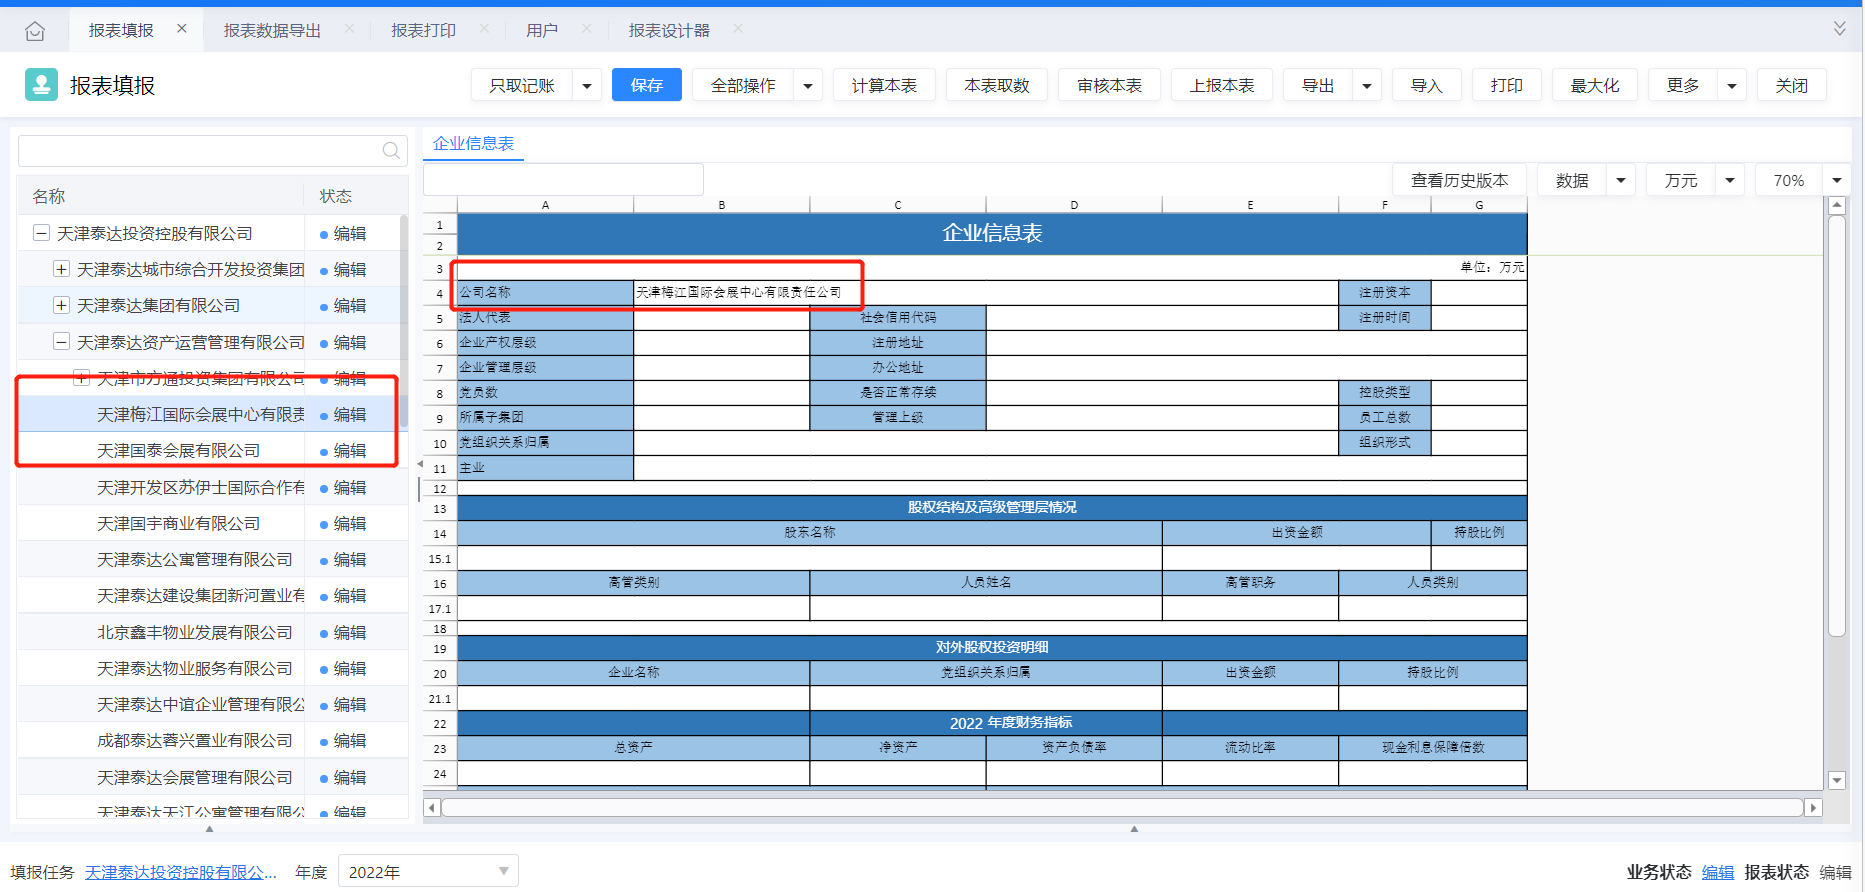 报表填报 × 报表数据导出 × 报表打印 × 用户 × 报表设计器 ×
报表填报 只取记账 保存 全部操作 计算本表 本表取数 审核本表 上报本表 导出 导入 打印 最大化 更多 关闭
企业信息表
查看历史版本 数据 万元 70%
名称 状态
天津泰达投资控股有限公司 编辑
天津泰达城市综合开发投资集团 编辑
天津泰达集团有限公司 编辑
天津泰达资产运营管理有限公司 编辑
天津市方通投资集团有限公司 编辑
天津梅江国际会展中心有限责 编辑
天津国泰会展有限公司 编辑
天津开发区苏伊士国际合作有 编辑
天津国宇商业有限公司 编辑
天津泰达公寓管理有限公司 编辑
天津泰达建设集团新河置业有 编辑
北京鑫丰物业发展有限公司 编辑
天津泰达物业服务有限公司 编辑
天津泰达中谊企业管理有限公 编辑
成都泰达蓉兴置业有限公司 编辑
天津泰达会展管理有限公司 编辑
天津泰达天江公寓管理有限公 编辑
A B C D E F G
1
2 企业信息表
3 单位：万元
4 公司名称 天津梅江国际会展中心有限责任公司 注册资本
5 法人代表 社会信用代码 注册时间
6 企业产权层级 注册地址
7 企业管理层级 办公地址
8 党员数 是否正常存续 控股类型
9 所属子集团 管理上级 员工总数
10 党组织关系归属 组织形式
11 主业
12
13 股权结构及高级管理层情况
14 股东名称 出资金额 持股比例
15.1
16 高管类别 人员姓名 高管职务 人员类别
17.1
18
19 对外股权投资明细
20 企业名称 党组织关系归属 出资金额 持股比例
21.1
22 2022 年度财务指标
23 总资产 净资产 资产负债率 流动比率 现金利息保障倍数
24
填报任务 天津泰达投资控股有限公... 年度 2022年 业务状态 编辑 报表状态 编辑